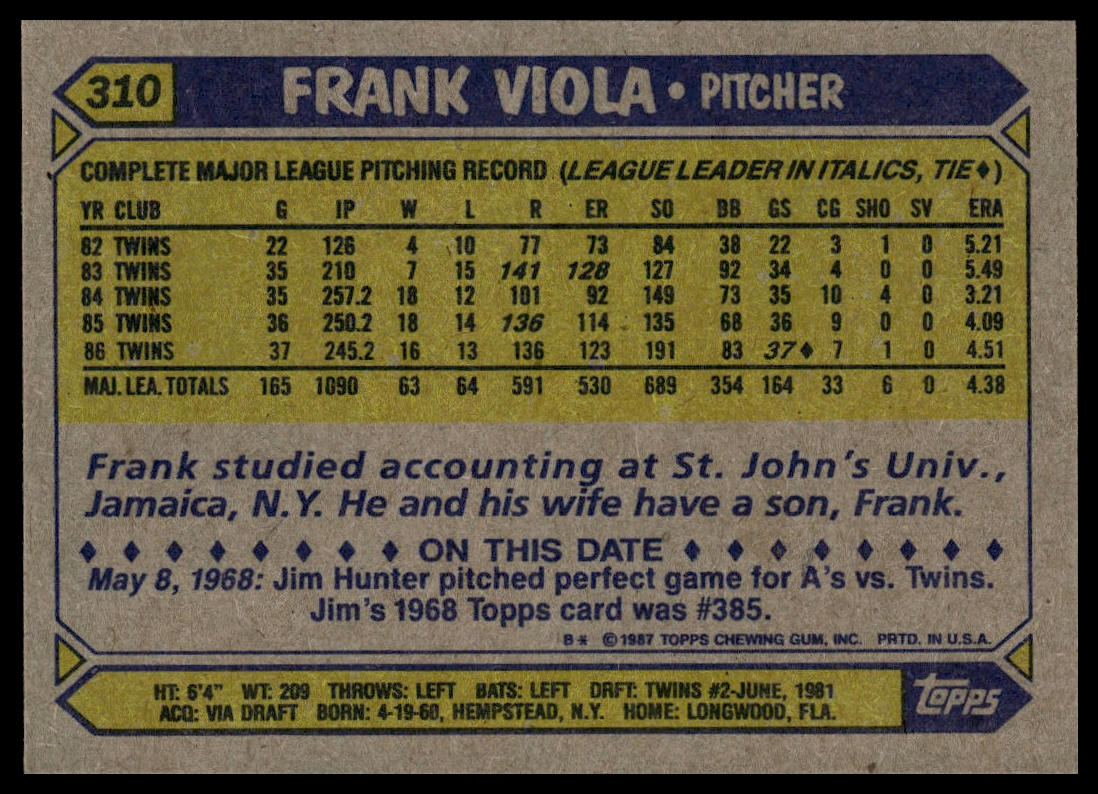 310 FRANK VIOLA • PITCHER
COMPLETE MAJOR LEAGUE PITCHING RECORD (LEAGUE LEADER IN ITALICS, TIE♦)
YR CLUB G IP W L R ER SO BB GS CG SHO SV ERA
82 TWINS 22 126 4 10 77 73 84 38 22 3 1 0 5.21
83 TWINS 35 210 7 15 141 128 127 92 34 4 0 0 5.49
84 TWINS 35 257.2 18 12 101 92 149 73 35 10 4 0 3.21
85 TWINS 36 250.2 18 14 136 114 135 68 36 9 0 0 4.09
86 TWINS 37 245.2 16 13 136 123 191 83 37♦ 7 1 0 4.51
MAJ. LEA. TOTALS 165 1090 63 64 591 530 689 354 164 33 6 0 4.38
Frank studied accounting at St. John's Univ.,
Jamaica, N.Y. He and his wife have a son, Frank.
♦ ♦ ♦ ♦ ♦ ♦ ♦ ♦ ON THIS DATE ♦ ♦ ♦ ♦ ♦ ♦ ♦ ♦
May 8, 1968: Jim Hunter pitched perfect game for A's vs. Twins.
Jim's 1968 Topps card was #385.
B* ©1987 TOPPS CHEWING GUM, INC. PRTD. IN U.S.A.
HT: 6'4" WT: 209 THROWS: LEFT BATS: LEFT DRFT: TWINS #2-JUNE, 1981
ACQ: VIA DRAFT BORN: 4-19-60, HEMPSTEAD, N.Y. HOME: LONGWOOD, FLA.
TOPPS